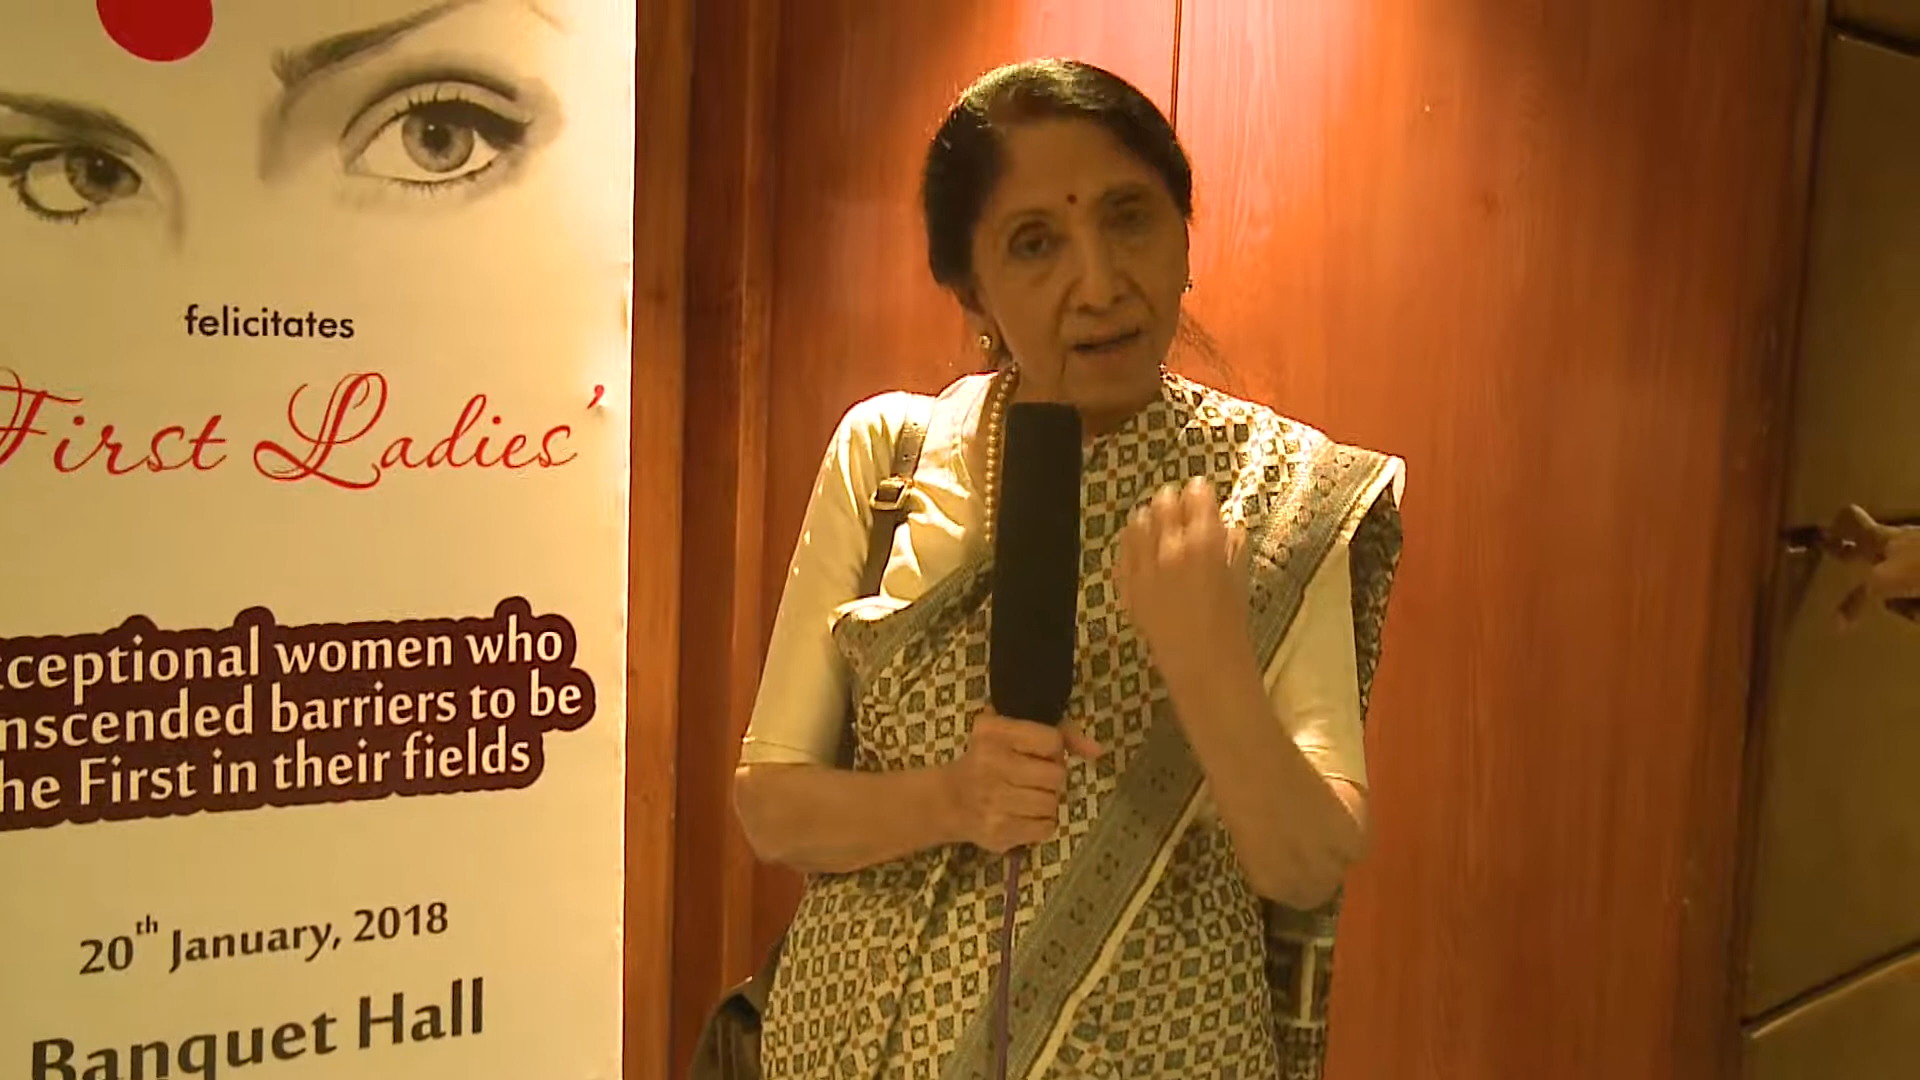 felicitates
First Ladies'
ceptional women who
nscended barriers to be
he First in their fields
20th January, 2018
Banquet Hall